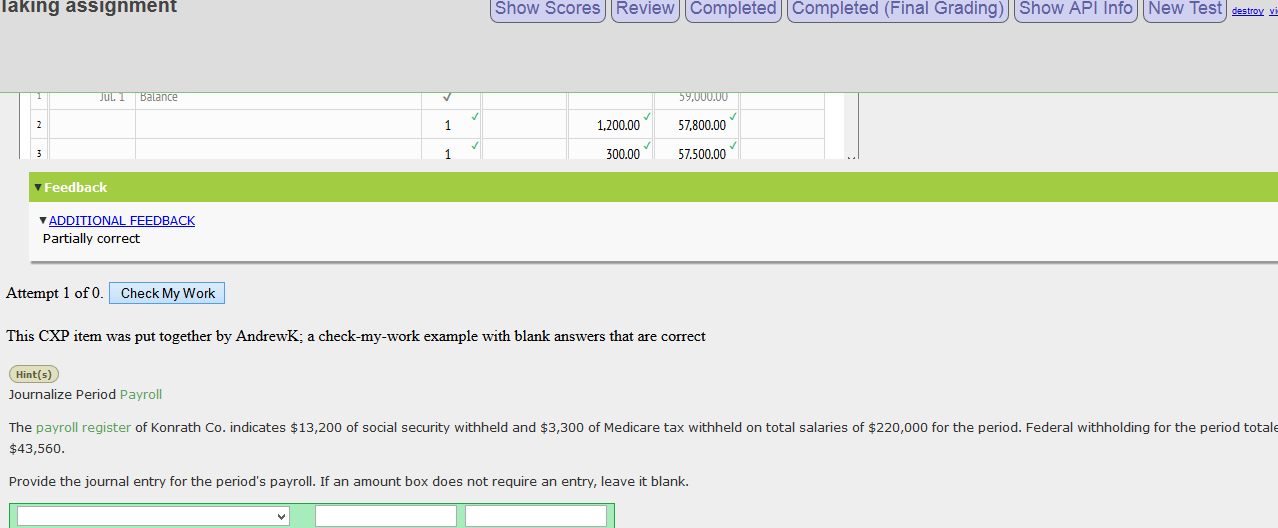 Taking assignment
Show Scores Review Completed Completed (Final Grading) Show API Info New Test destroy
1 Jul. 1 Balance ✓ 59,000.00
2 1 ✓ 1,200.00 ✓ 57,800.00 ✓
3 1 ✓ 300.00 ✓ 57,500.00 ✓
▼Feedback
▼ADDITIONAL FEEDBACK
Partially correct
Attempt 1 of 0. Check My Work
This CXP item was put together by AndrewK; a check-my-work example with blank answers that are correct
Hint(s)
Journalize Period Payroll
The payroll register of Konrath Co. indicates $13,200 of social security withheld and $3,300 of Medicare tax withheld on total salaries of $220,000 for the period. Federal withholding for the period totale
$43,560.
Provide the journal entry for the period's payroll. If an amount box does not require an entry, leave it blank.